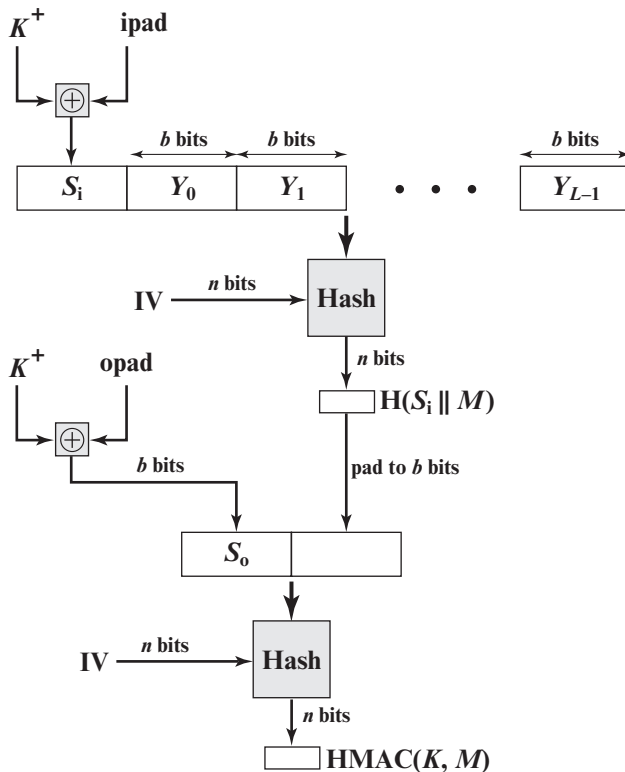 K+ ipad
⊕
b bits b bits b bits
Si Y0 Y1 • • • YL–1
n bits
IV Hash
n bits
K+ opad
H(Si || M)
⊕
b bits pad to b bits
So
n bits
IV Hash
n bits
HMAC(K, M)